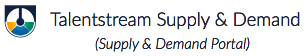 Talentstream Supply & Demand
(Supply & Demand Portal)